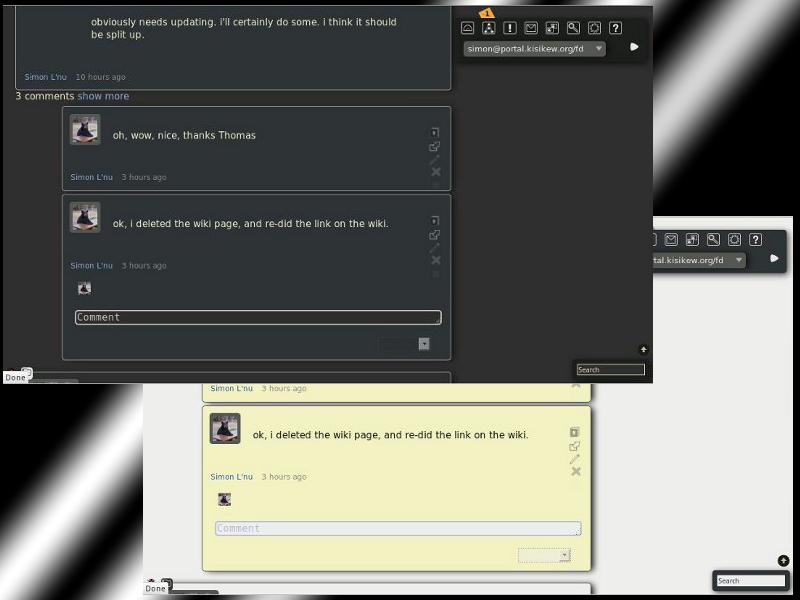 obviously needs updating. i'll certainly do some. i think it should
be split up.
Simon L'nu 10 hours ago
3 comments show more
oh, wow, nice, thanks Thomas
Simon L'nu 3 hours ago
ok, i deleted the wiki page, and re-did the link on the wiki.
Simon L'nu 3 hours ago
Comment
Done
1
simon@portal.kisikew.org/fd
Search
tal.kisikew.org/fd
Simon L'nu 3 hours ago
ok, i deleted the wiki page, and re-did the link on the wiki.
Simon L'nu 3 hours ago
Comment
Done
Search